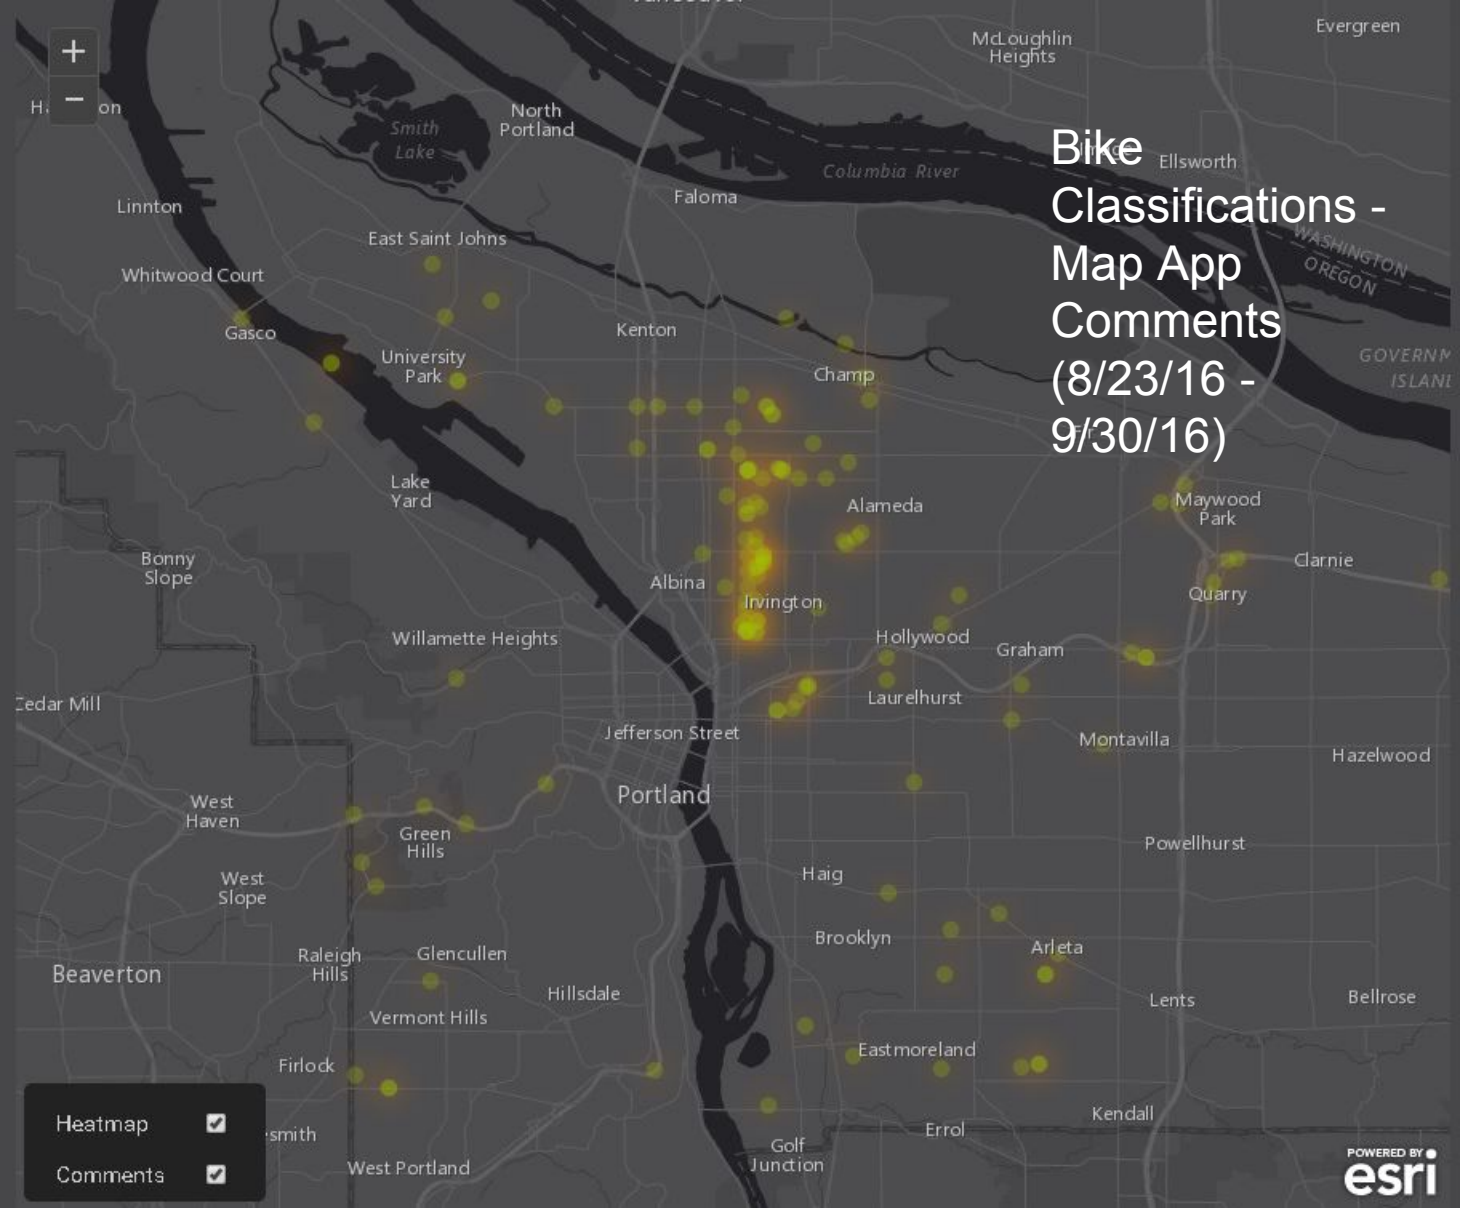 Evergreen
McLoughlin
Heights
North
Portland
Smith
Lake
Bike
Classifications -
Map App
Comments
(8/23/16 -
9/30/16)
Ellsworth
Columbia River
Faloma
Linnton
East Saint Johns
WASHINGTON
OREGON
Whitwood Court
Gasco
Kenton
University
Park
Champ
Lake
Yard
Alameda
Maywood
Park
Bonny
Slope
Albina
Clarnie
Irvington
Quarry
Willamette Heights
Hollywood
Graham
Cedar Mill
Laurelhurst
Jefferson Street
Montavilla
Hazelwood
Portland
West
Haven
Green
Hills
Powellhurst
West
Slope
Haig
Brooklyn
Arleta
Raleigh
Hills
Glencullen
Beaverton
Hillsdale
Lents
Bellrose
Vermont Hills
Firlock
Eastmoreland
Heatmap
Comments
Kendall
Errol
Golf
Junction
West Portland
POWERED BY
esri